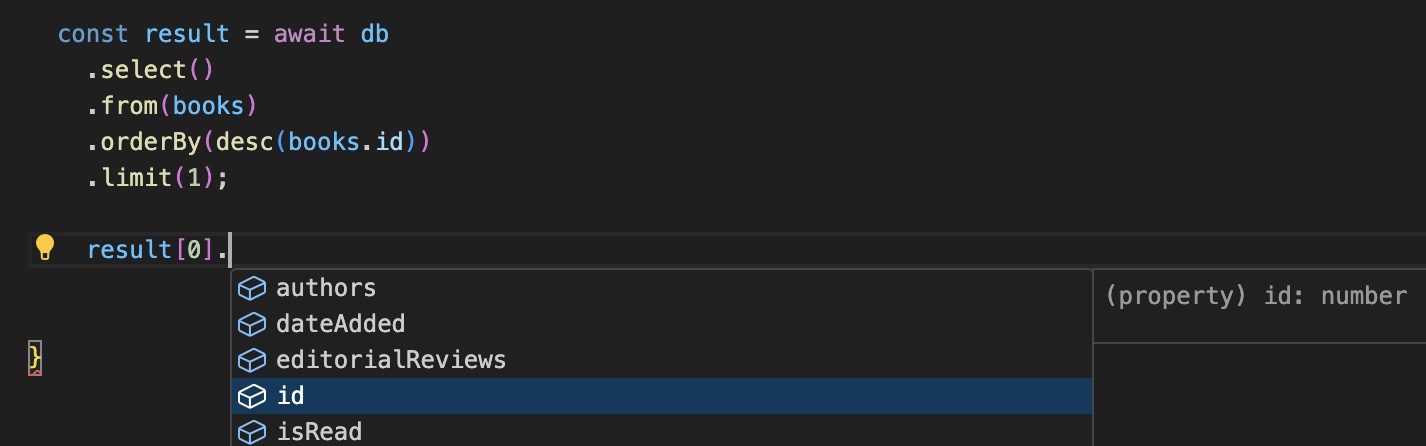 const result = await db
.select()
.from(books)
.orderBy(desc(books.id))
.limit(1);
result[0].
authors
(property) id: number
dateAdded
editorialReviews
id
isRead
}